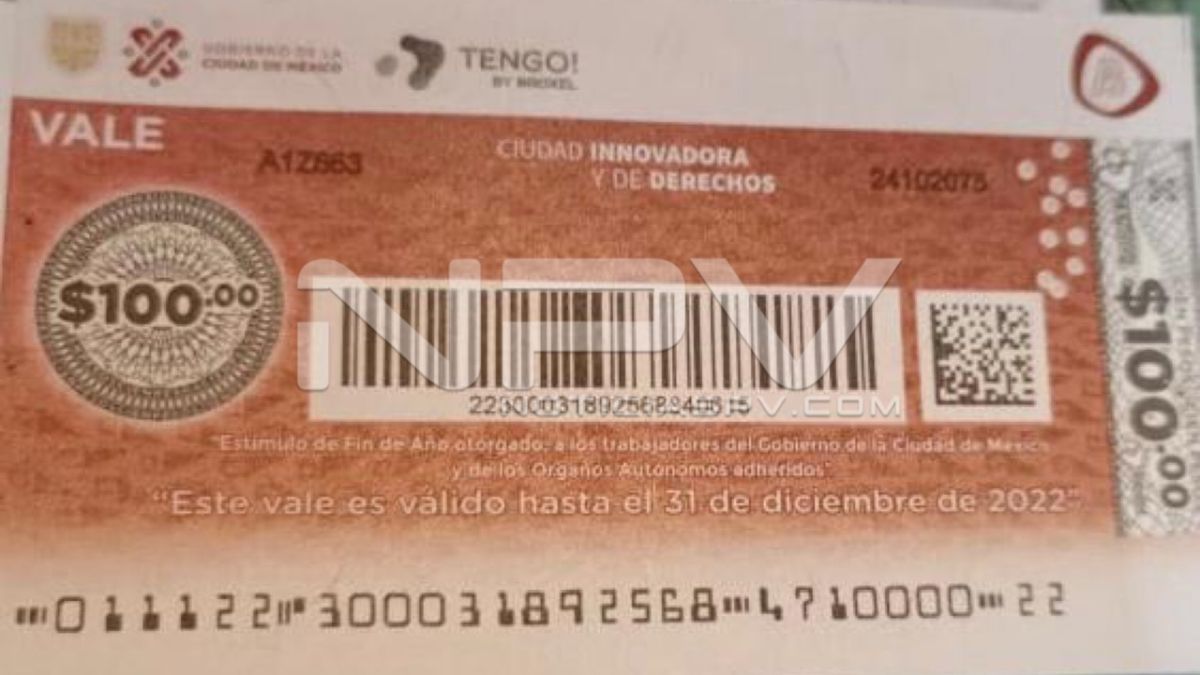 GOBIERNO DE LA
CIUDAD DE MÉXICO
TENGO!
BY BROXEL
VALE
A1Z663
CIUDAD INNOVADORA
Y DE DERECHOS
24102075
$100.00
NPV
.COM
"Estímulo de Fin de Año otorgado, a los trabajadores del Gobierno de la Ciudad de México
y de los Órganos Autónomos adheridos".
"Este vale es válido hasta el 31 de diciembre de 2022"
011122 300031892568 4710000 22
$100.00